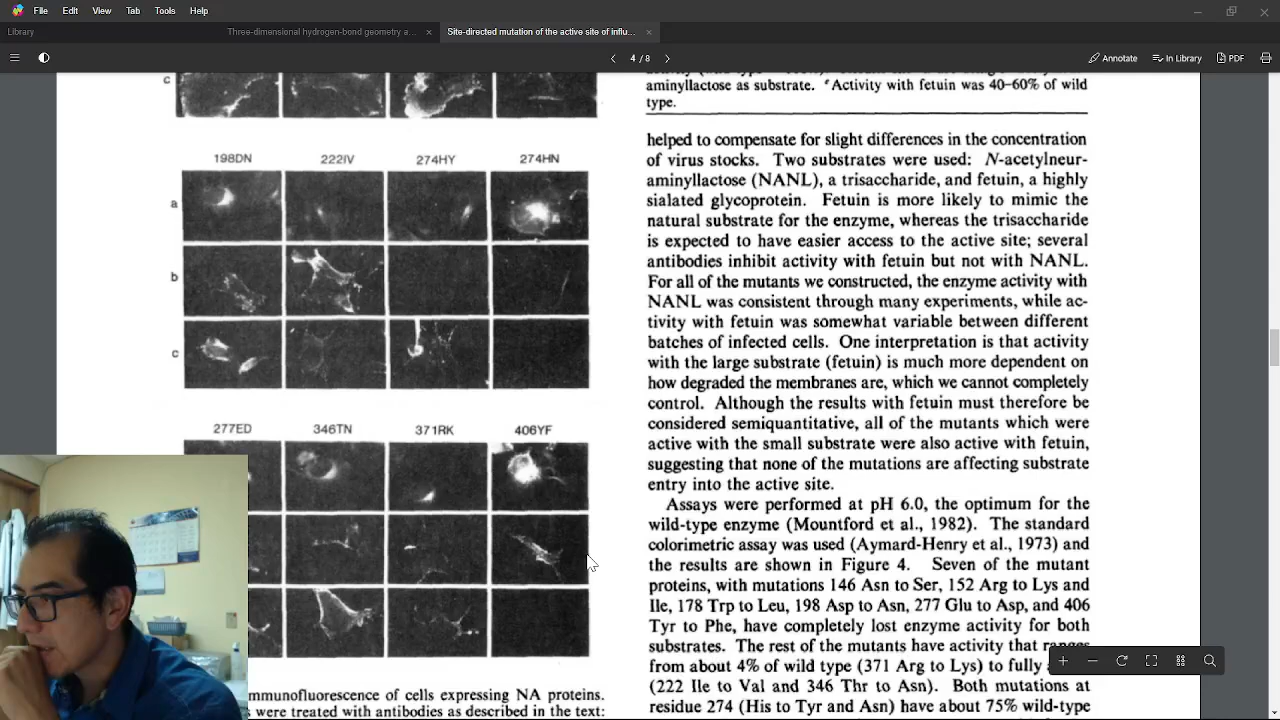 File Edit View Tab Tools Help
Library
Three-dimensional hydrogen-bond geometry a...
Site-directed mutation of the active site of influ...
4 / 8
Annotate
In Library
PDF
c
198DN 222IV 274HY 274HN
a
b
c
277ED 346TN 371RK 406YF
mmunofluorescence of cells expressing NA proteins.
s were treated with antibodies as described in the text:
aminyllactose as substrate. Activity with fetuin was 40–60% of wild
type.
helped to compensate for slight differences in the concentration
of virus stocks. Two substrates were used: N-acetylneur-
aminyllactose (NANL), a trisaccharide, and fetuin, a highly
sialated glycoprotein. Fetuin is more likely to mimic the
natural substrate for the enzyme, whereas the trisaccharide
is expected to have easier access to the active site; several
antibodies inhibit activity with fetuin but not with NANL.
For all of the mutants we constructed, the enzyme activity with
NANL was consistent through many experiments, while ac-
tivity with fetuin was somewhat variable between different
batches of infected cells. One interpretation is that activity
with the large substrate (fetuin) is much more dependent on
how degraded the membranes are, which we cannot completely
control. Although the results with fetuin must therefore be
considered semiquantitative, all of the mutants which were
active with the small substrate were also active with fetuin,
suggesting that none of the mutations are affecting substrate
entry into the active site.
Assays were performed at pH 6.0, the optimum for the
wild-type enzyme (Mountford et al., 1982). The standard
colorimetric assay was used (Aymard-Henry et al., 1973) and
the results are shown in Figure 4. Seven of the mutant
proteins, with mutations 146 Asn to Ser, 152 Arg to Lys and
Ile, 178 Trp to Leu, 198 Asp to Asn, 277 Glu to Asp, and 406
Tyr to Phe, have completely lost enzyme activity for both
substrates. The rest of the mutants have activity that ranges
from about 4% of wild type (371 Arg to Lys) to fully
(222 Ile to Val and 346 Thr to Asn). Both mutations at
residue 274 (His to Tyr and Asn) have about 75% wild-type